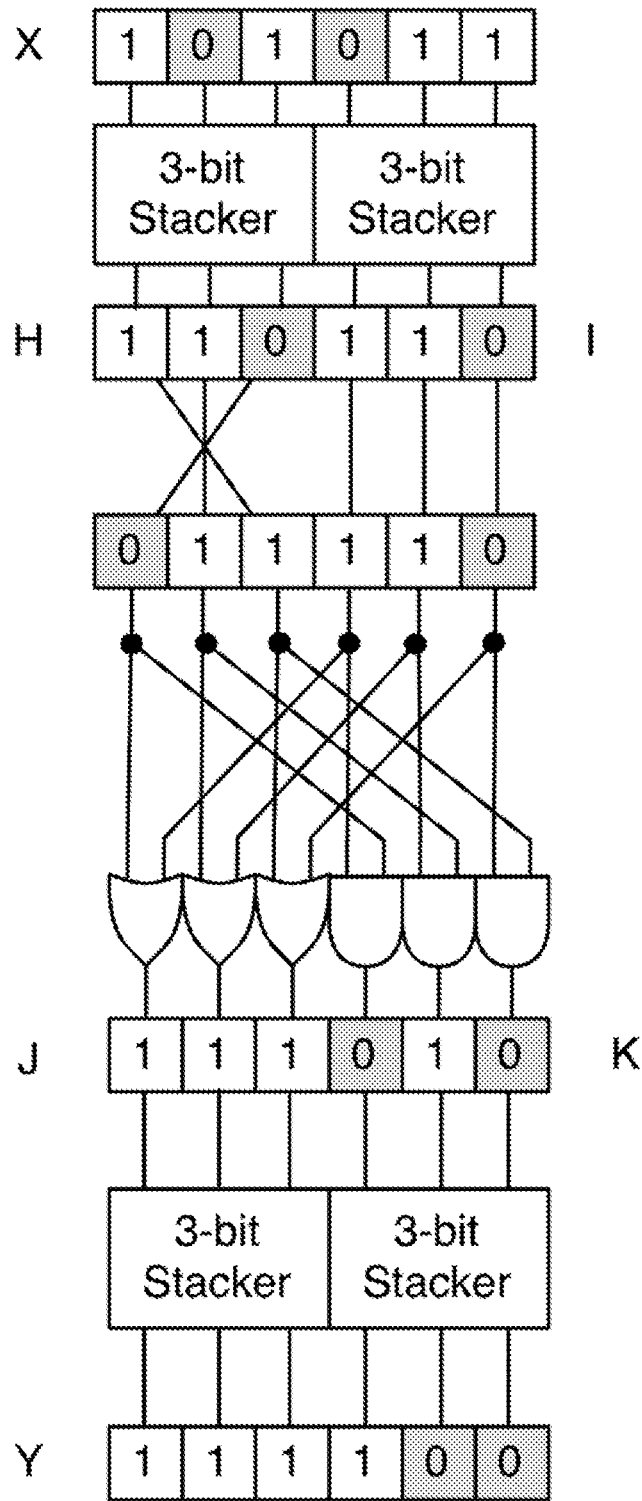 X 1 0 1 0 1 1
3-bit Stacker 3-bit Stacker
H 1 1 0 1 1 0 I
0 1 1 1 1 0
J 1 1 1 0 1 0 K
3-bit Stacker 3-bit Stacker
Y 1 1 1 1 0 0